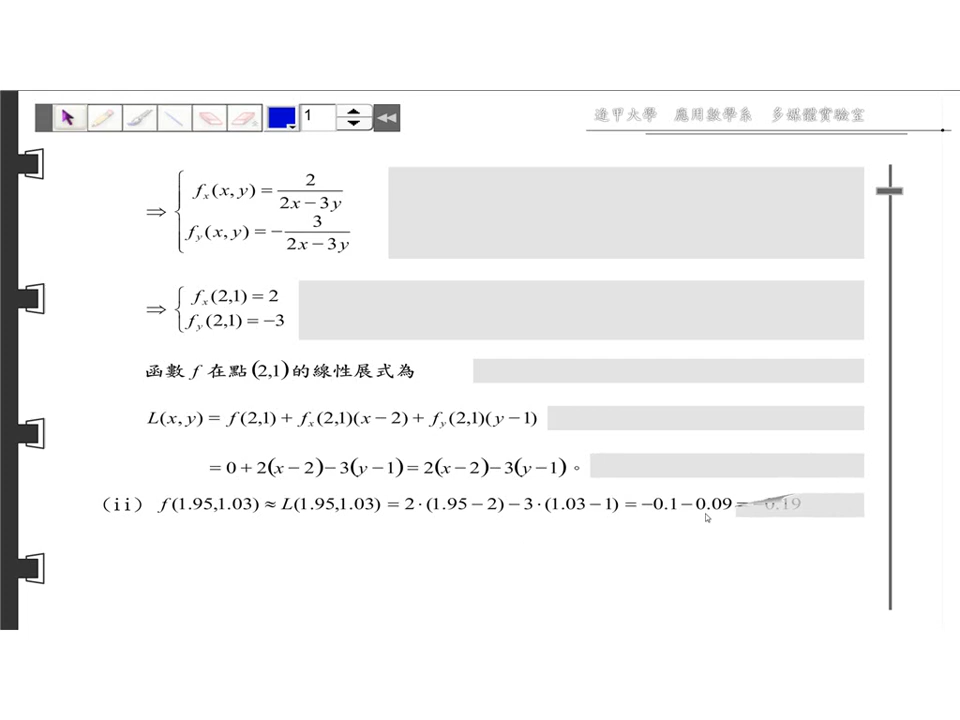 1
逢甲大學 應用數學系 多媒體實驗室
⇒ { fₓ(x, y) = 2/(2x − 3y)
f_y(x, y) = − 3/(2x − 3y)
⇒ { fₓ(2,1) = 2
f_y(2,1) = −3
函數 f 在點 (2,1) 的線性展式為
L(x, y) = f(2,1) + fₓ(2,1)(x − 2) + f_y(2,1)(y − 1)
= 0 + 2(x − 2) − 3(y − 1) = 2(x − 2) − 3(y − 1)。
(ii) f(1.95,1.03) ≈ L(1.95,1.03) = 2·(1.95 − 2) − 3·(1.03 − 1) = −0.1 − 0.09 = −0.19